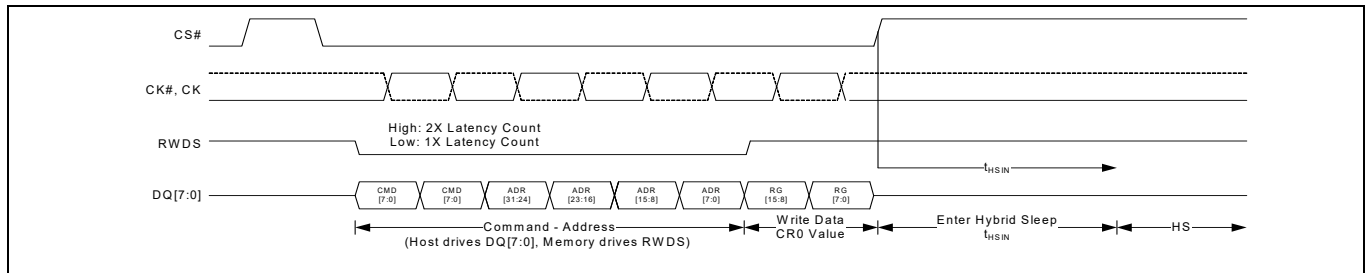 CS#
CK#, CK
High: 2X Latency Count
Low: 1X Latency Count
RWDS
tHSIN
DQ[7:0]
CMD [7:0]
CMD [7:0]
ADR [31:24]
ADR [23:16]
ADR [15:8]
ADR [7:0]
RG [15:8]
RG [7:0]
Command - Address
(Host drives DQ[7:0], Memory drives RWDS)
Write Data
CR0 Value
Enter Hybrid Sleep
tHSIN
HS